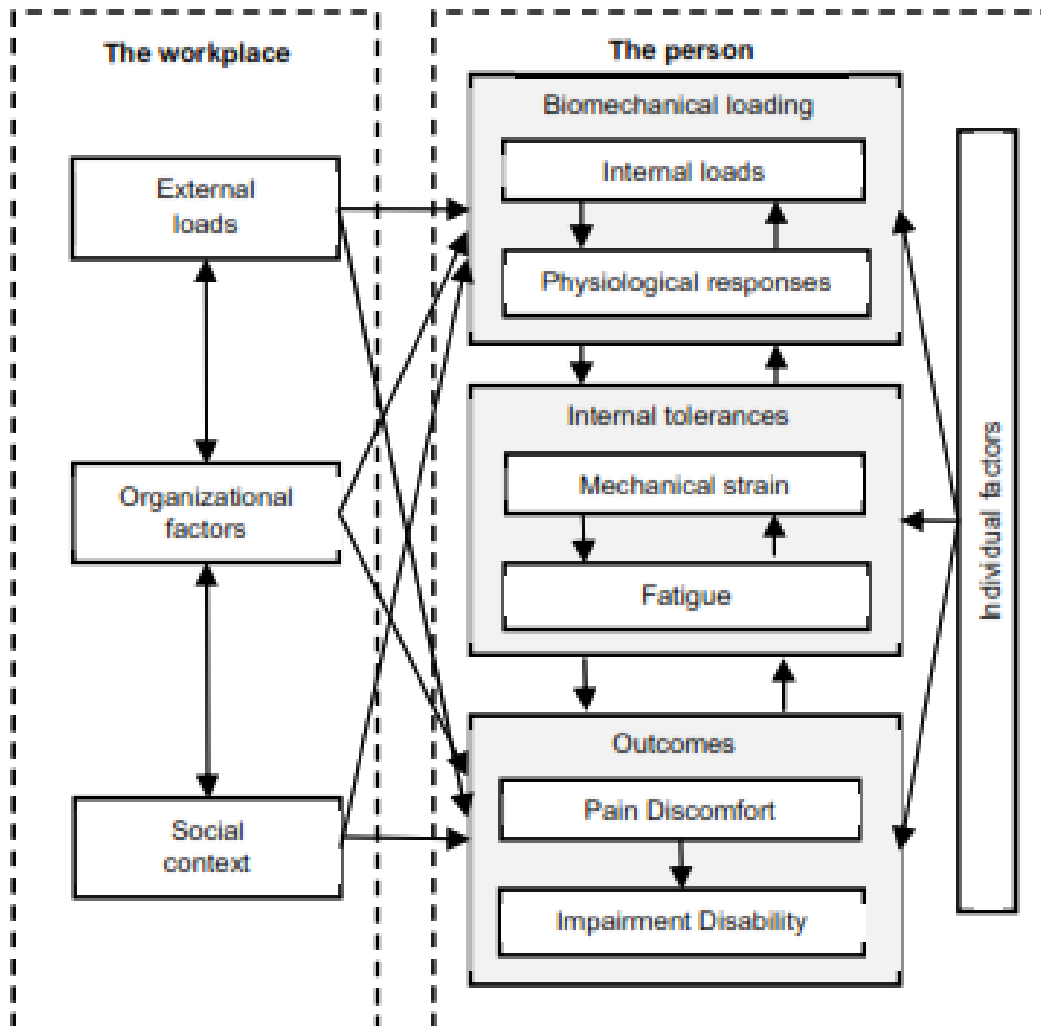 The workplace
External
loads
Organizational
factors
Social
context
The person
Biomechanical loading
Internal loads
Physiological responses
Internal tolerances
Mechanical strain
Fatigue
Outcomes
Pain Discomfort
Impairment Disability
Individual factors